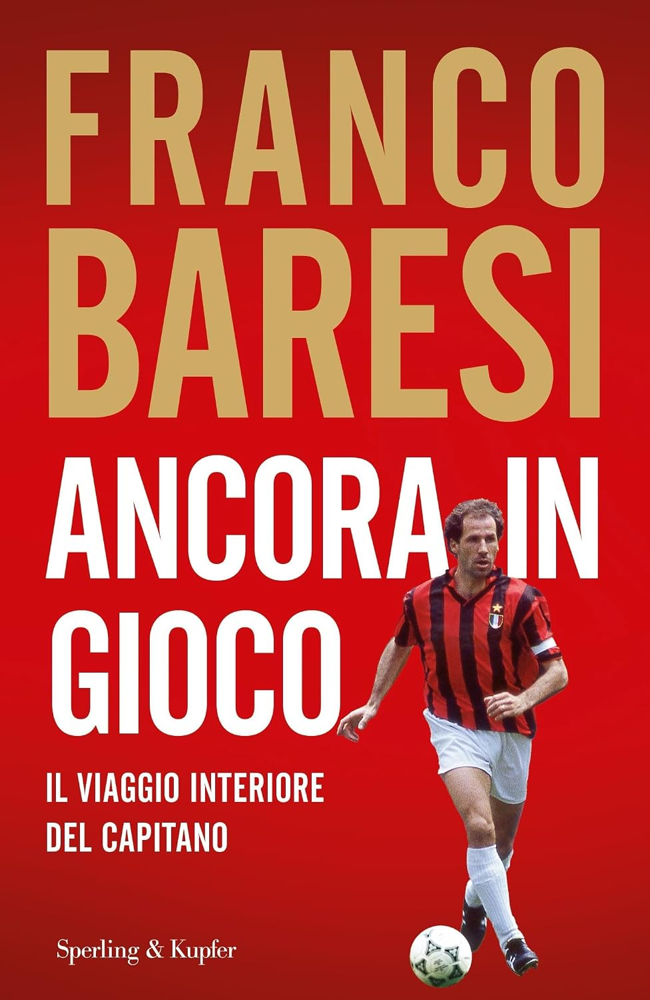 FRANCO
BARESI
ANCORA IN
GIOCO
IL VIAGGIO INTERIORE
DEL CAPITANO
Sperling & Kupfer